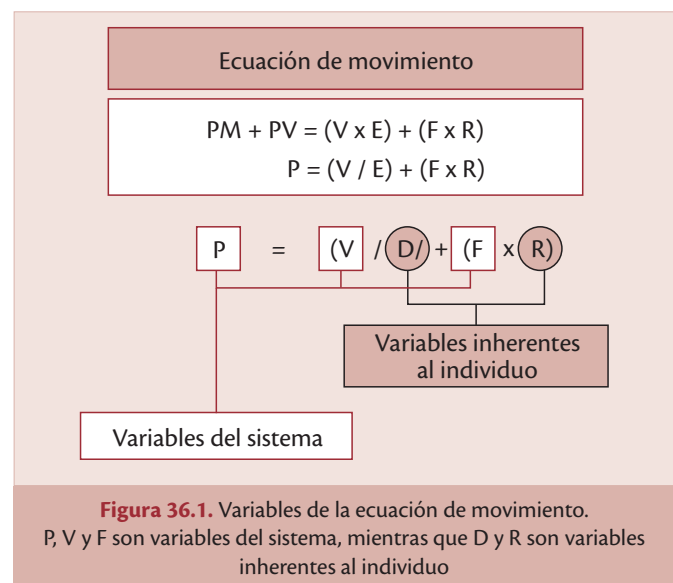 Ecuación de movimiento
PM + PV = (V x E) + (F x R)
P = (V / E) + (F x R)
P = (V / D/ + (F x R)
Variables inherentes
al individuo
Variables del sistema
Figura 36.1. Variables de la ecuación de movimiento.
P, V y F son variables del sistema, mientras que D y R son variables
inherentes al individuo